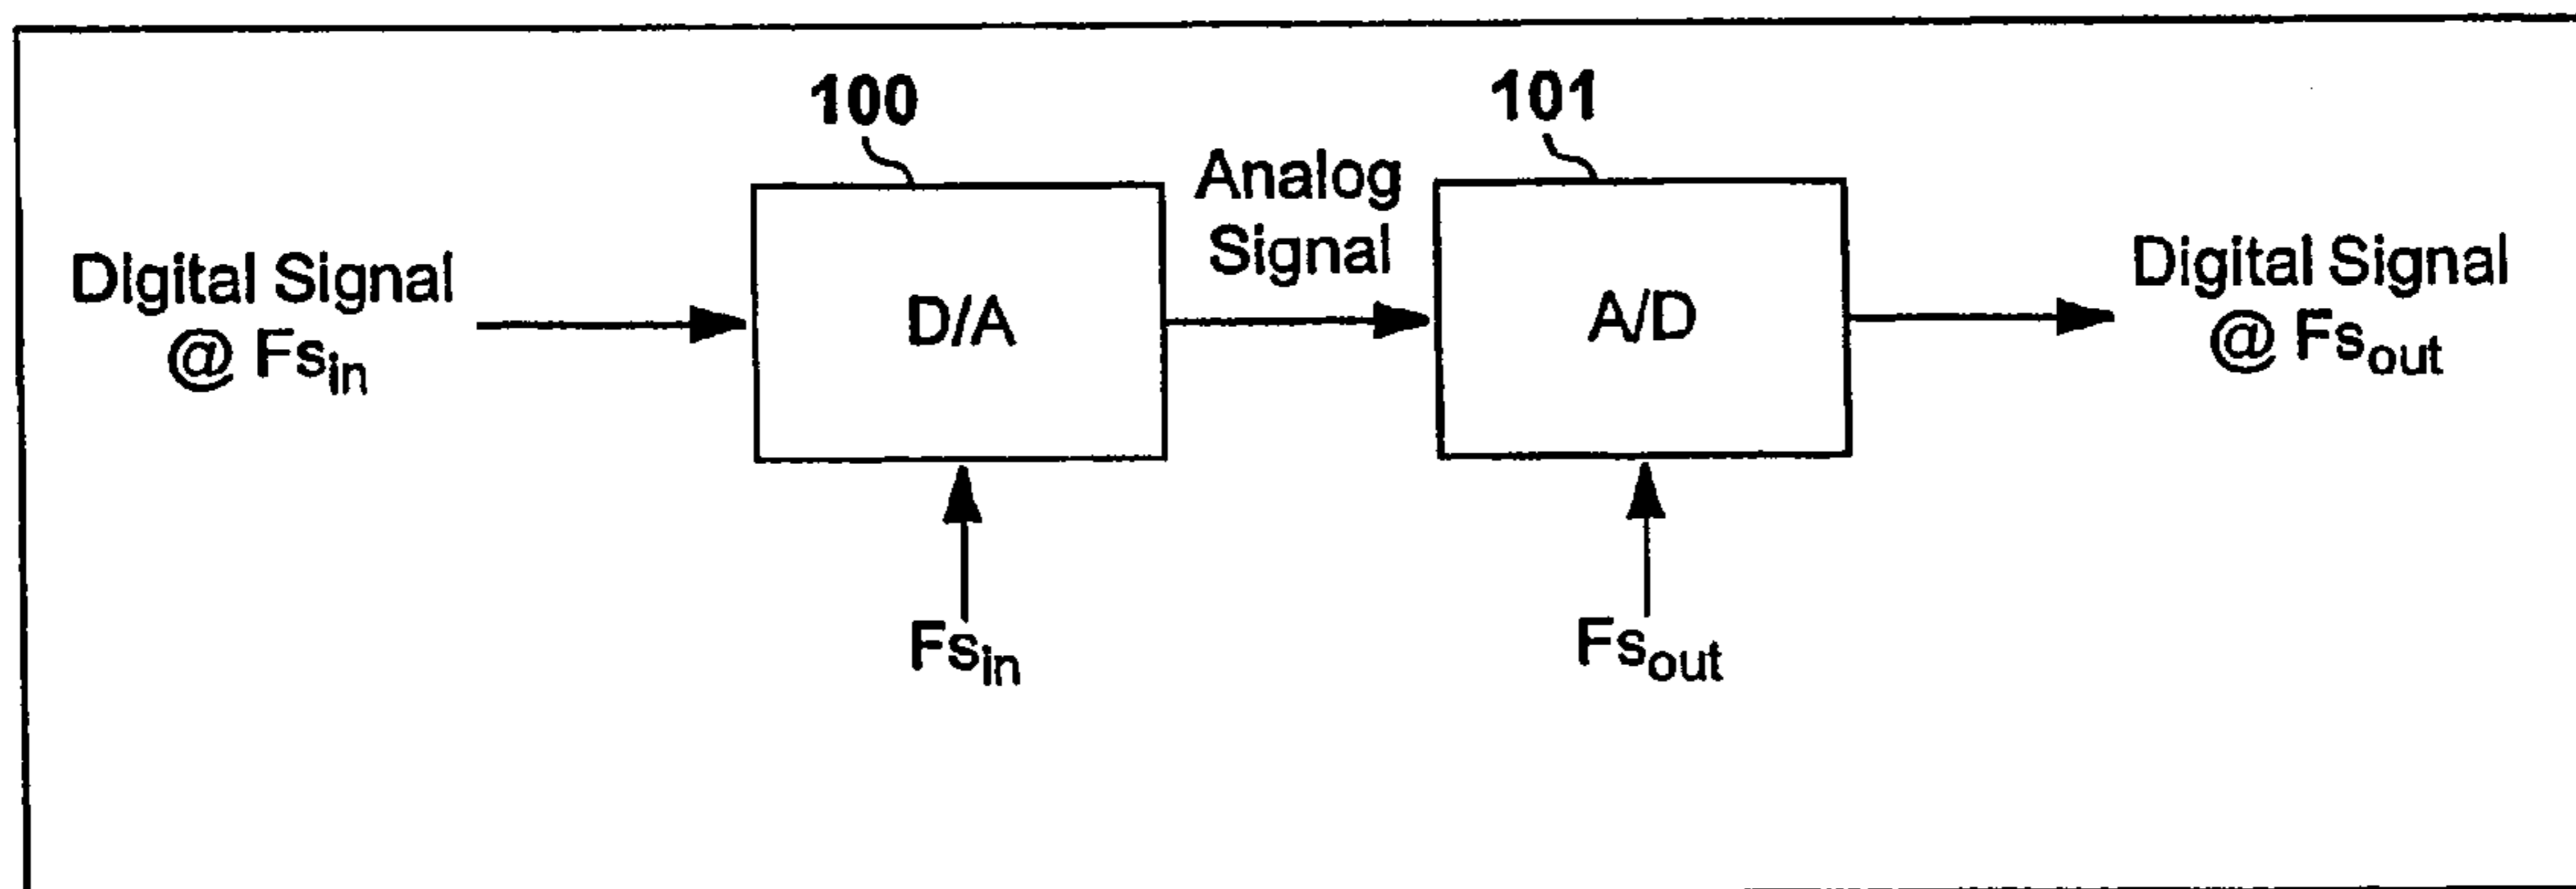 100
101
Analog
Signal
Digital Signal
@ Fsin
D/A
A/D
Digital Signal
@ Fsout
Fsin
Fsout